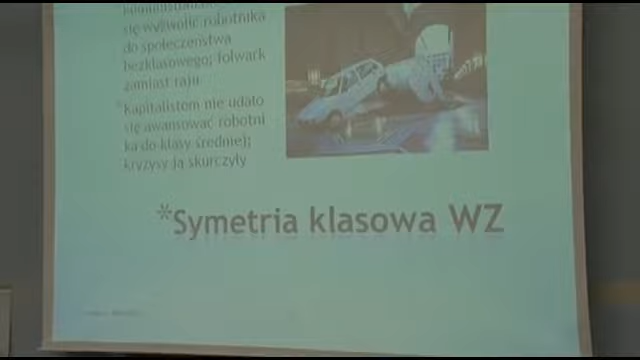 się wyzwolić robotnika
do społeczeństwa
bezklasowego; folwark
zamiast raju
*Kapitalistom nie udało
się awansować robotni
ka do klasy średniej;
kryzysy ją skurczyły
*Symetria klasowa WZ